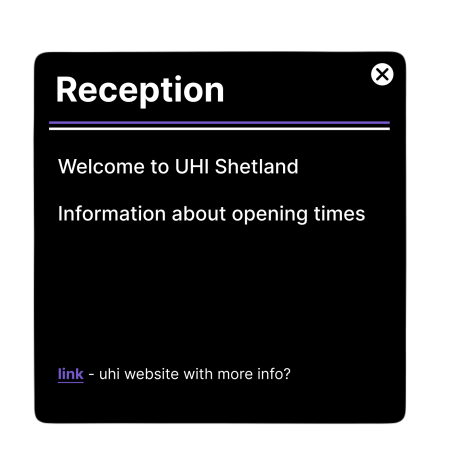 Reception
Welcome to UHI Shetland
Information about opening times
link - uhi website with more info?